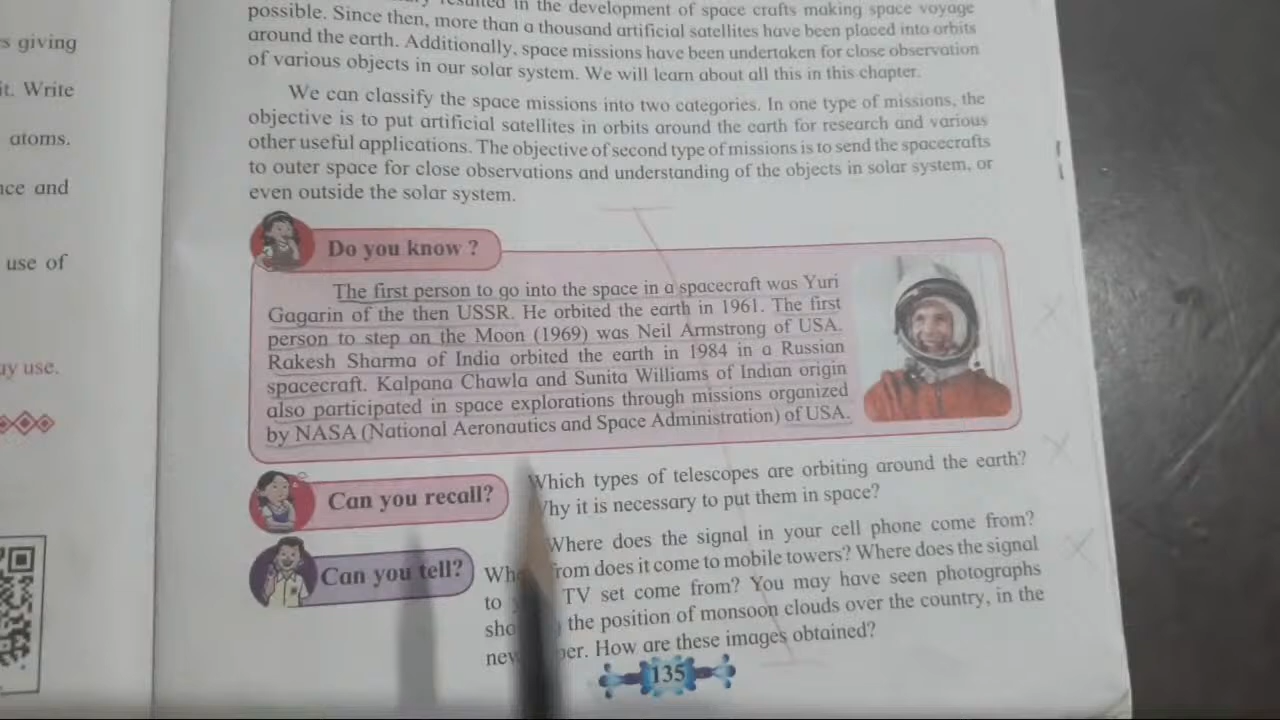 resulted in the development of space crafts making space voyage
possible. Since then, more than a thousand artificial satellites have been placed into orbits
around the earth. Additionally, space missions have been undertaken for close observation
of various objects in our solar system. We will learn about all this in this chapter.
We can classify the space missions into two categories. In one type of missions, the
objective is to put artificial satellites in orbits around the earth for research and various
other useful applications. The objective of second type of missions is to send the spacecrafts
to outer space for close observations and understanding of the objects in solar system, or
even outside the solar system.
Do you know ?
The first person to go into the space in a spacecraft was Yuri
Gagarin of the then USSR. He orbited the earth in 1961. The first
person to step on the Moon (1969) was Neil Armstrong of USA.
Rakesh Sharma of India orbited the earth in 1984 in a Russian
spacecraft. Kalpana Chawla and Sunita Williams of Indian origin
also participated in space explorations through missions organized
by NASA (National Aeronautics and Space Administration) of USA.
Can you recall?
Which types of telescopes are orbiting around the earth?
Why it is necessary to put them in space?
Can you tell?
Where does the signal in your cell phone come from?
from does it come to mobile towers? Where does the signal
to TV set come from? You may have seen photographs
the position of monsoon clouds over the country, in the
How are these images obtained?
135
giving
it. Write
atoms.
and
use of
use.